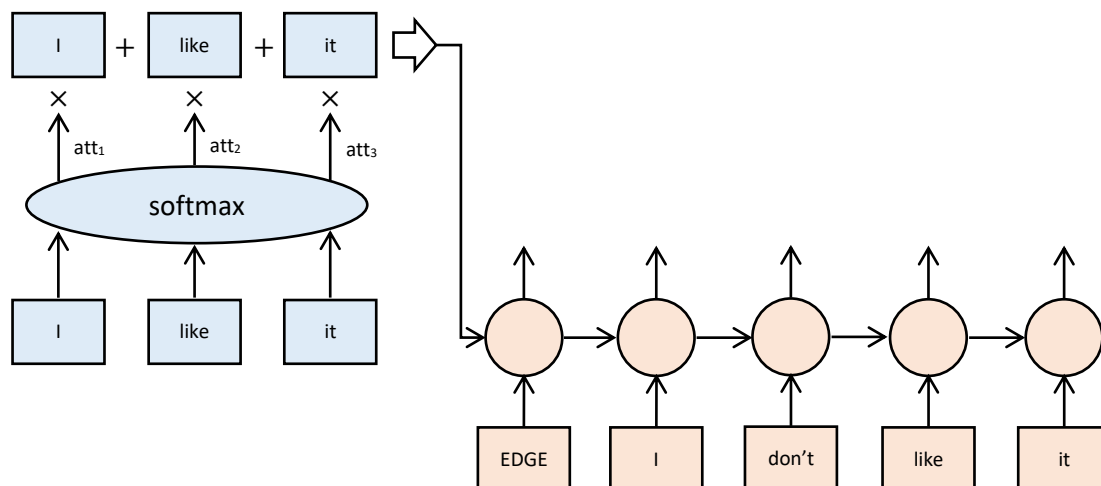 I + like + it
× × ×
att₁ att₂ att₃
softmax
I like it
EDGE I don’t like it